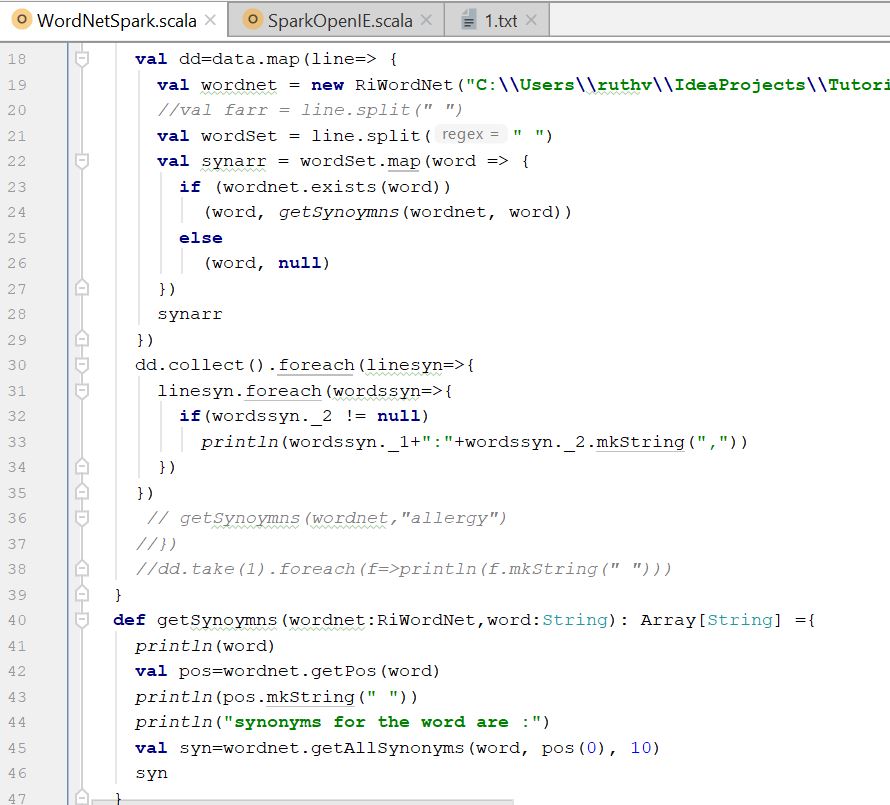 WordNetSpark.scala × SparkOpenIE.scala × 1.txt ×
18 val dd=data.map(line=> {
19 val wordnet = new RiWordNet("C:\\Users\\ruthv\\IdeaProjects\\Tutori
20 //val farr = line.split(" ")
21 val wordSet = line.split( regex = " ")
22 val synarr = wordSet.map(word => {
23 if (wordnet.exists(word))
24 (word, getSynoymns(wordnet, word))
25 else
26 (word, null)
27 })
28 synarr
29 })
30 dd.collect().foreach(linesyn=>{
31 linesyn.foreach(wordssyn=>{
32 if(wordssyn._2 != null)
33 println(wordssyn._1+":"+wordssyn._2.mkString(","))
34 })
35 })
36 // getSynoymns(wordnet,"allergy")
37 //})
38 //dd.take(1).foreach(f=>println(f.mkString(" ")))
39 }
40 def getSynoymns(wordnet:RiWordNet,word:String): Array[String] ={
41 println(word)
42 val pos=wordnet.getPos(word)
43 println(pos.mkString(" "))
44 println("synonyms for the word are :")
45 val syn=wordnet.getAllSynonyms(word, pos(0), 10)
46 syn
47 }